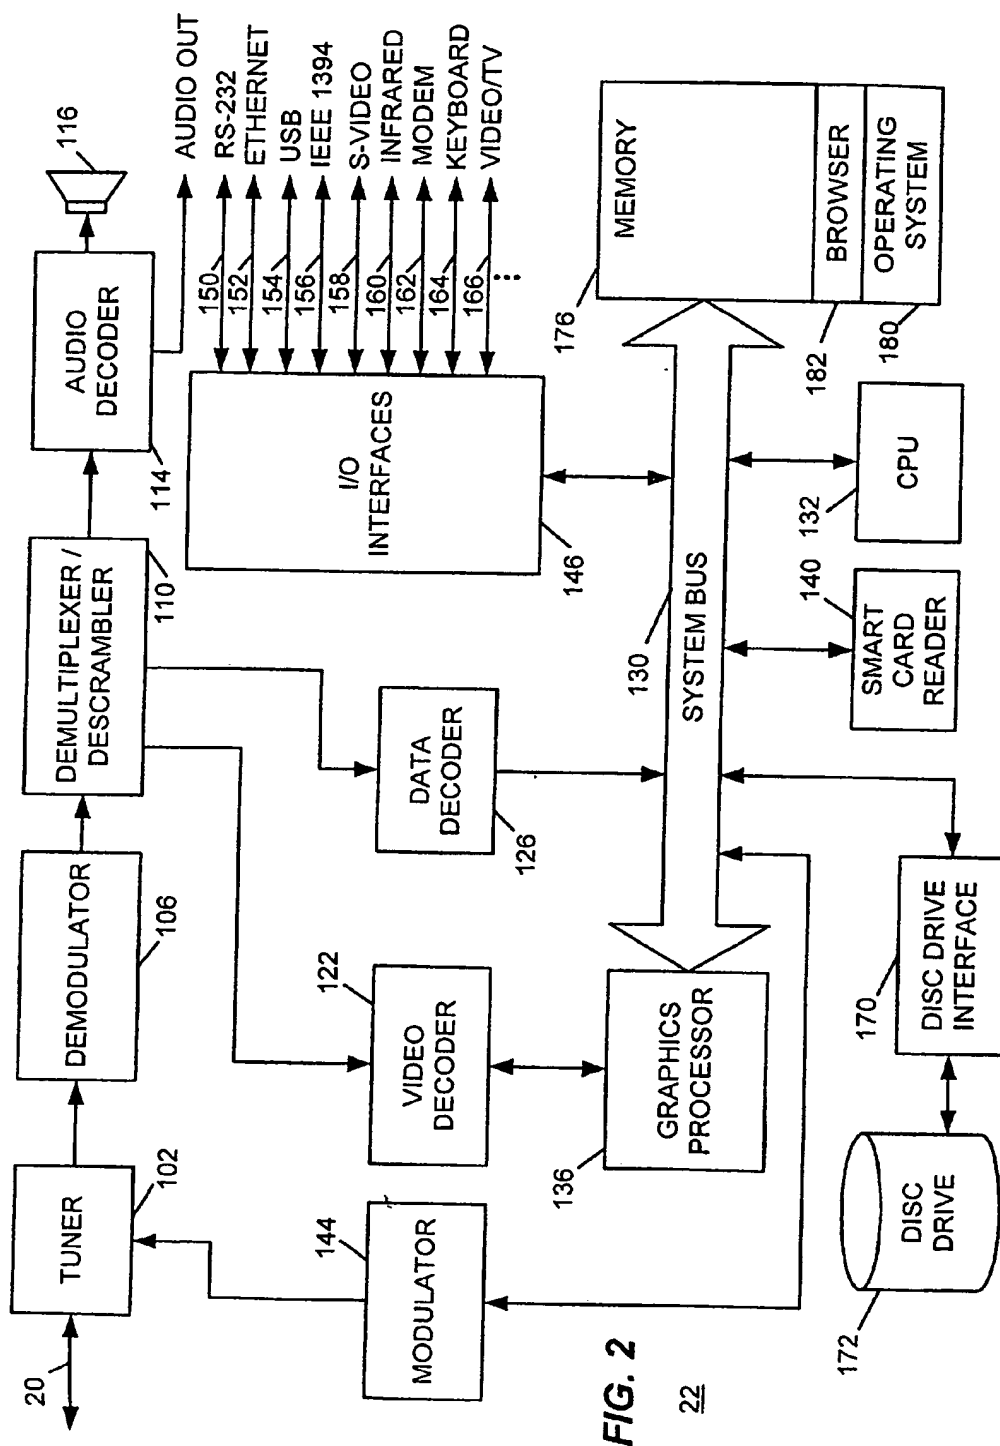 20
TUNER
102
DEMODULATOR
106
DEMULTIPLEXER /
DESCRAMBLER
110
AUDIO
DECODER
114
116
AUDIO OUT
144
MODULATOR
122
VIDEO
DECODER
DATA
DECODER
126
I/O
INTERFACES
146
150
RS-232
152
ETHERNET
154
USB
156
IEEE 1394
158
S-VIDEO
160
INFRARED
162
MODEM
164
KEYBOARD
166
VIDEO/TV
136
GRAPHICS
PROCESSOR
130
SYSTEM BUS
176
MEMORY
BROWSER
182
OPERATING
SYSTEM
180
172
DISC
DRIVE
170
DISC DRIVE
INTERFACE
140
SMART
CARD
READER
132
CPU
FIG. 2
22